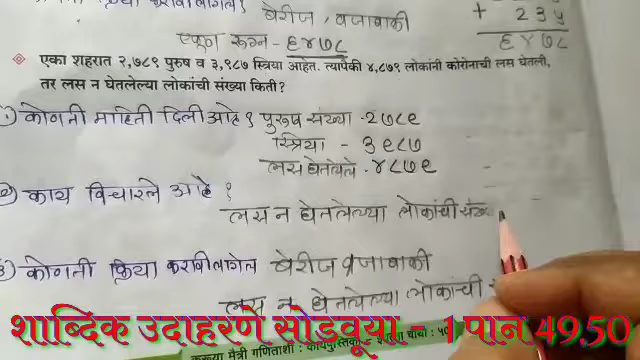 बेरीज, वजाबाकी
+ २३५
एकूण रुग्ण - ६४७८
६४७८
एका शहरात २,७८९ पुरुष व ३,९८७ स्त्रिया आहेत. त्यापैकी ४,८७९ लोकांनी कोरोनाची लस घेतली,
तर लस न घेतलेल्या लोकांची संख्या किती?
१) कोणती माहिती दिली आहे ? पुरुष संख्या - २७८९
स्त्रिया - ३९८७
लस घेतलेले - ४८७९
२) काय विचारले आहे ?
लस न घेतलेल्या लोकांची संख्या
३) कोणती क्रिया करावी लागेल बेरीज व वजाबाकी
लस न घेतलेल्या लोकांची
शाब्दिक उदाहरणे सोडवूया - 1 पान 49,50